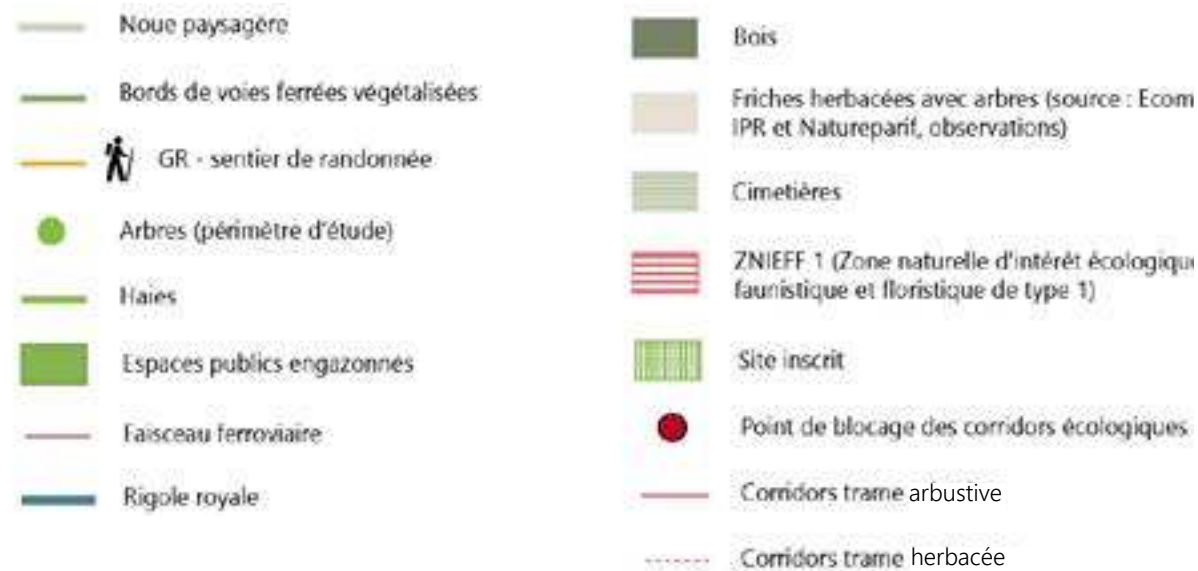 Noue paysagère
Bords de voies ferrées végétalisées
GR - sentier de randonnée
Arbres (périmètre d'étude)
Haies
Espaces publics engazonnés
Faisceau ferroviaire
Rigole royale
Bois
Friches herbacées avec arbres (source : Ecom
IPR et Natureparif, observations)
Cimetières
ZNIEFF 1 (Zone naturelle d'intérêt écologique
faunistique et floristique de type 1)
Site inscrit
Point de blocage des corridors écologiques
Corridors trame arbustive
Corridors trame herbacée